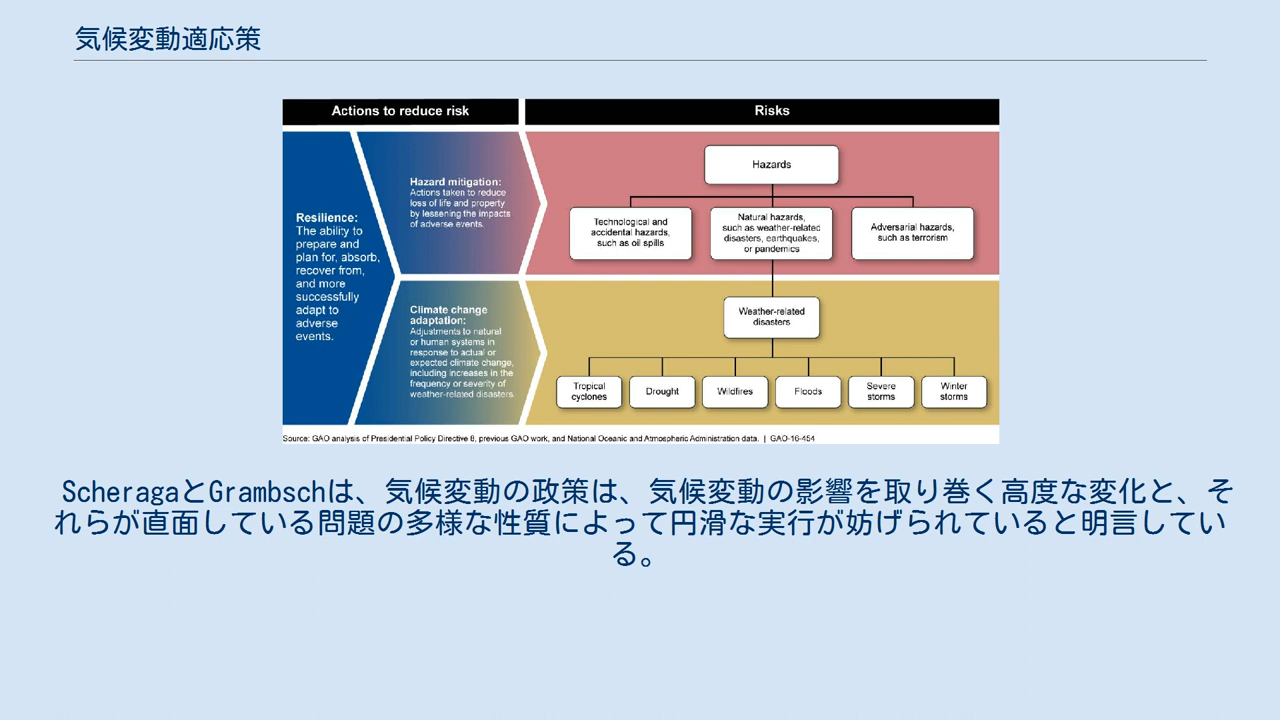 気候変動適応策
Actions to reduce risk
Risks
Resilience:
The ability to
prepare and
plan for, absorb,
recover from,
and more
successfully
adapt to
adverse
events.
Hazard mitigation:
Actions taken to reduce
loss of life and property
by lessening the impacts
of adverse events.
Climate change
adaptation:
Adjustments to natural
or human systems in
response to actual or
expected climate change,
including increases in the
frequency or severity of
weather-related disasters.
Hazards
Technological and
accidental hazards,
such as oil spills
Natural hazards,
such as weather-related
disasters, earthquakes,
or pandemics
Adversarial hazards,
such as terrorism
Weather-related
disasters
Tropical
cyclones
Drought
Wildfires
Floods
Severe
storms
Winter
storms
Source: GAO analysis of Presidential Policy Directive 8, previous GAO work, and National Oceanic and Atmospheric Administration data. | GAO-16-454
ScheragaとGrambschは、気候変動の政策は、気候変動の影響を取り巻く高度な変化と、そ
れらが直面している問題の多様な性質によって円滑な実行が妨げられていると明言してい
る。